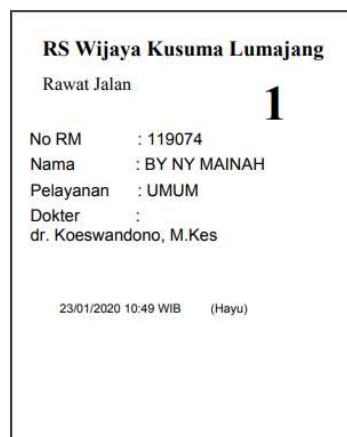 RS Wijaya Kusuma Lumajang
Rawat Jalan
1
No RM : 119074
Nama : BY NY MAINAH
Pelayanan : UMUM
Dokter :
dr. Koeswandono, M.Kes
23/01/2020 10:49 WIB (Hayu)